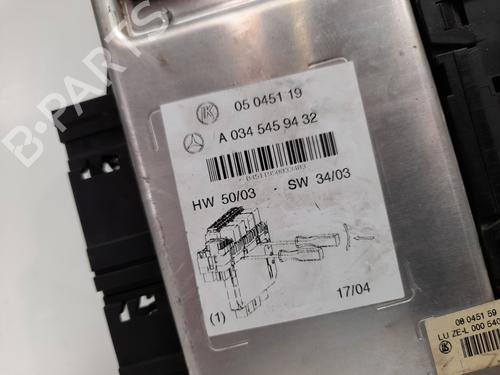 B-PARTS
05 0451 19
A 034 545 94 32
HW 50/03 - SW 34/03
(1)
17/04
08 0451 59
LU ZE-L 000 540